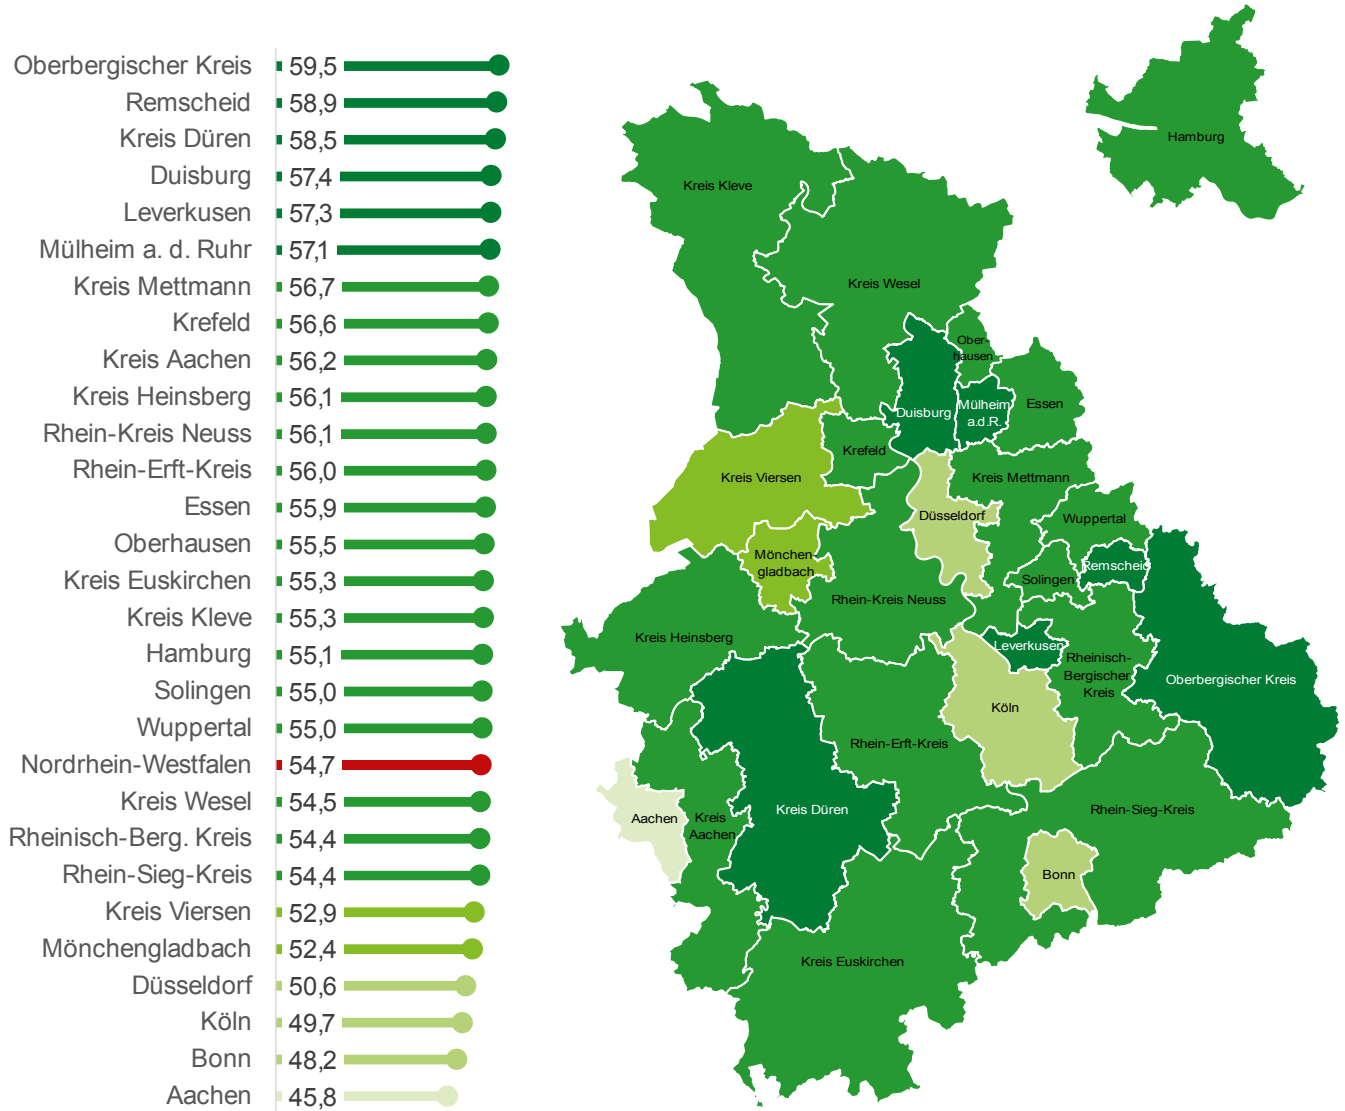 Oberbergischer Kreis 59,5
Remscheid 58,9
Kreis Düren 58,5
Duisburg 57,4
Leverkusen 57,3
Mülheim a. d. Ruhr 57,1
Kreis Mettmann 56,7
Krefeld 56,6
Kreis Aachen 56,2
Kreis Heinsberg 56,1
Rhein-Kreis Neuss 56,1
Rhein-Erft-Kreis 56,0
Essen 55,9
Oberhausen 55,5
Kreis Euskirchen 55,3
Kreis Kleve 55,3
Hamburg 55,1
Solingen 55,0
Wuppertal 55,0
Nordrhein-Westfalen 54,7
Kreis Wesel 54,5
Rheinisch-Berg. Kreis 54,4
Rhein-Sieg-Kreis 54,4
Kreis Viersen 52,9
Mönchengladbach 52,4
Düsseldorf 50,6
Köln 49,7
Bonn 48,2
Aachen 45,8
Hamburg
Kreis Kleve
Kreis Wesel
Ober-
hausen
Duisburg
Mülheim
a.d.R.
Essen
Krefeld
Kreis Viersen
Kreis Mettmann
Düsseldorf
Wuppertal
Mönchen-
gladbach
Remscheid
Solingen
Rhein-Kreis Neuss
Kreis Heinsberg
Leverkusen
Rheinisch-
Bergischer
Kreis
Oberbergischer Kreis
Köln
Rhein-Erft-Kreis
Kreis Düren
Rhein-Sieg-Kreis
Aachen
Kreis
Aachen
Bonn
Kreis Euskirchen